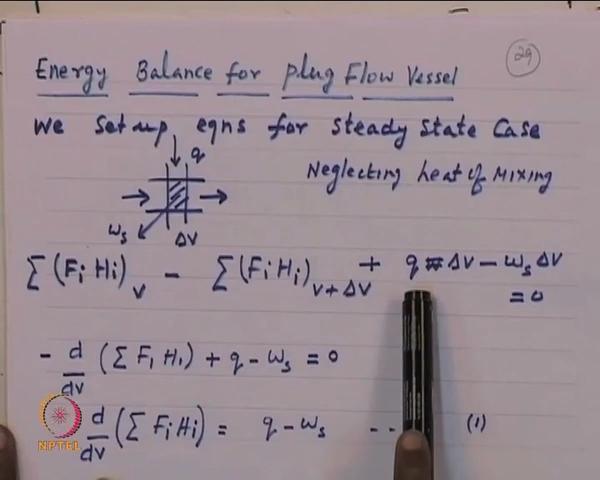 29
Energy Balance for Plug Flow Vessel
We set up eqns for Steady State Case
Neglecting heat of Mixing
q
ws
ΔV
∑(Fi Hi)V − ∑(Fi Hi)V+ΔV + q ΔV − ws ΔV = 0
− d/dV (∑ Fi Hi) + q − ws = 0
d/dV (∑ Fi Hi) = q − ws -- (1)
NPTEL